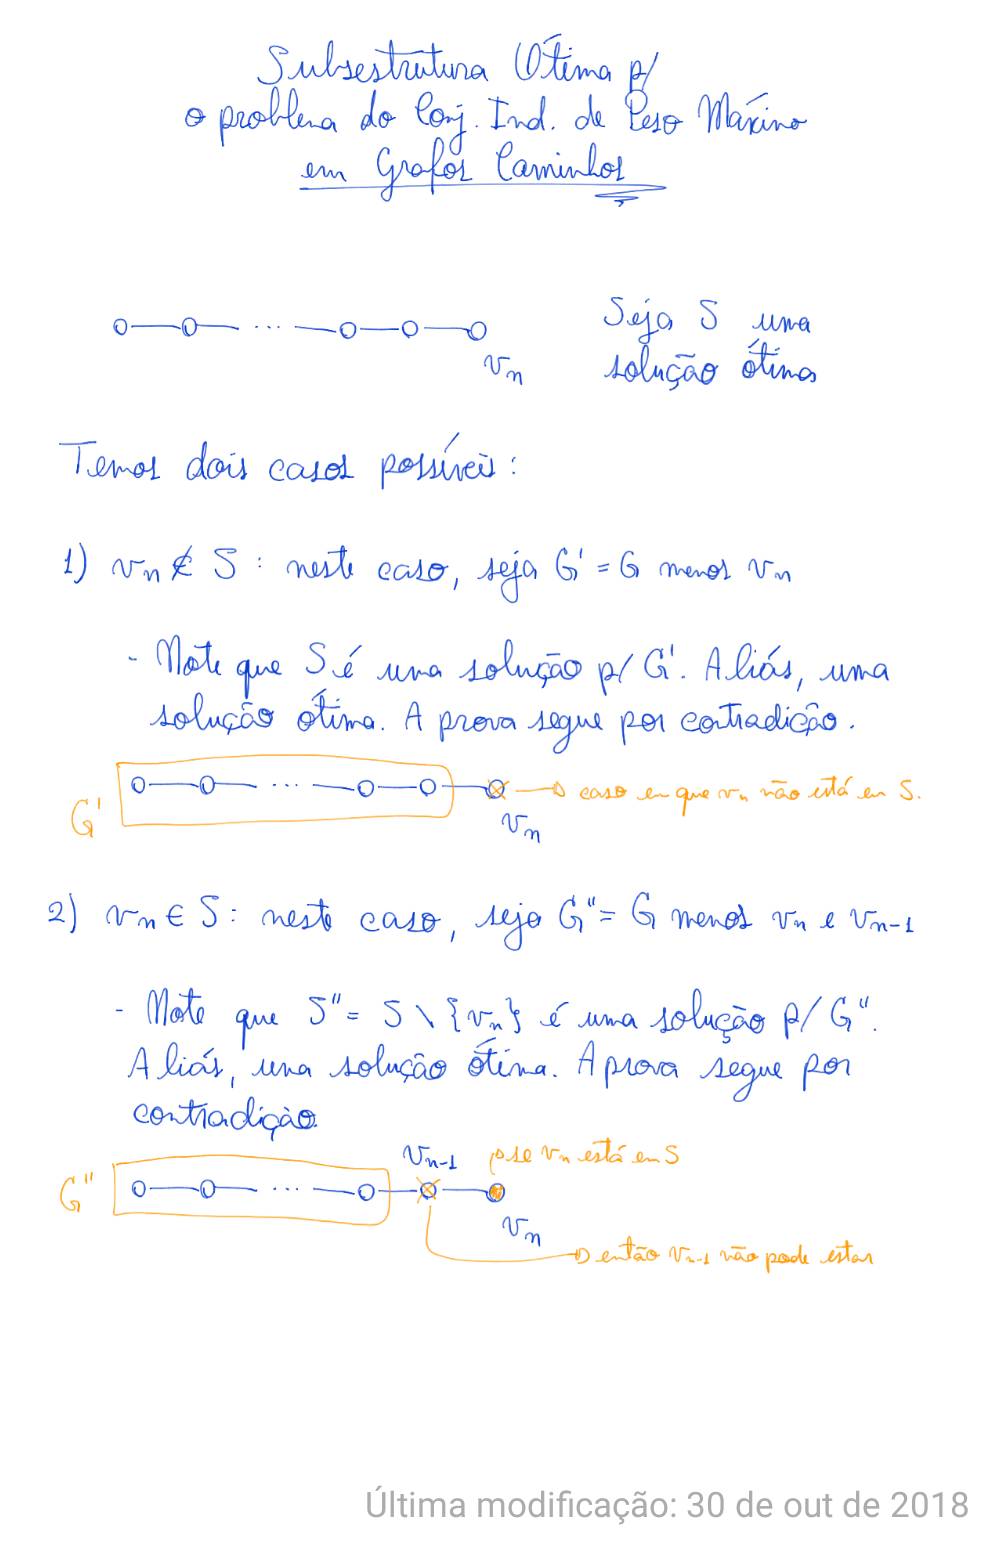 Subsestrutura Ótima p/
o problema do Conj. Ind. de Peso Máximo
em Grafos Caminhos
Seja S uma
v_n
solução ótima
Temos dois casos possíveis:
1) v_n ∉ S : neste caso, seja G' = G menos v_n
- Note que S é uma solução p/ G'. Aliás, uma
solução ótima. A prova segue por contradição.
G'
caso em que v_n não está em S.
v_n
2) v_n ∈ S : neste caso, seja G" = G menos v_n e v_{n-1}
- Note que S" = S \ {v_n} é uma solução p/ G".
Aliás, uma solução ótima. A prova segue por
contradição.
v_{n-1}
se v_n está em S
G"
v_n
então v_{n-1} não pode estar
Última modificação: 30 de out de 2018